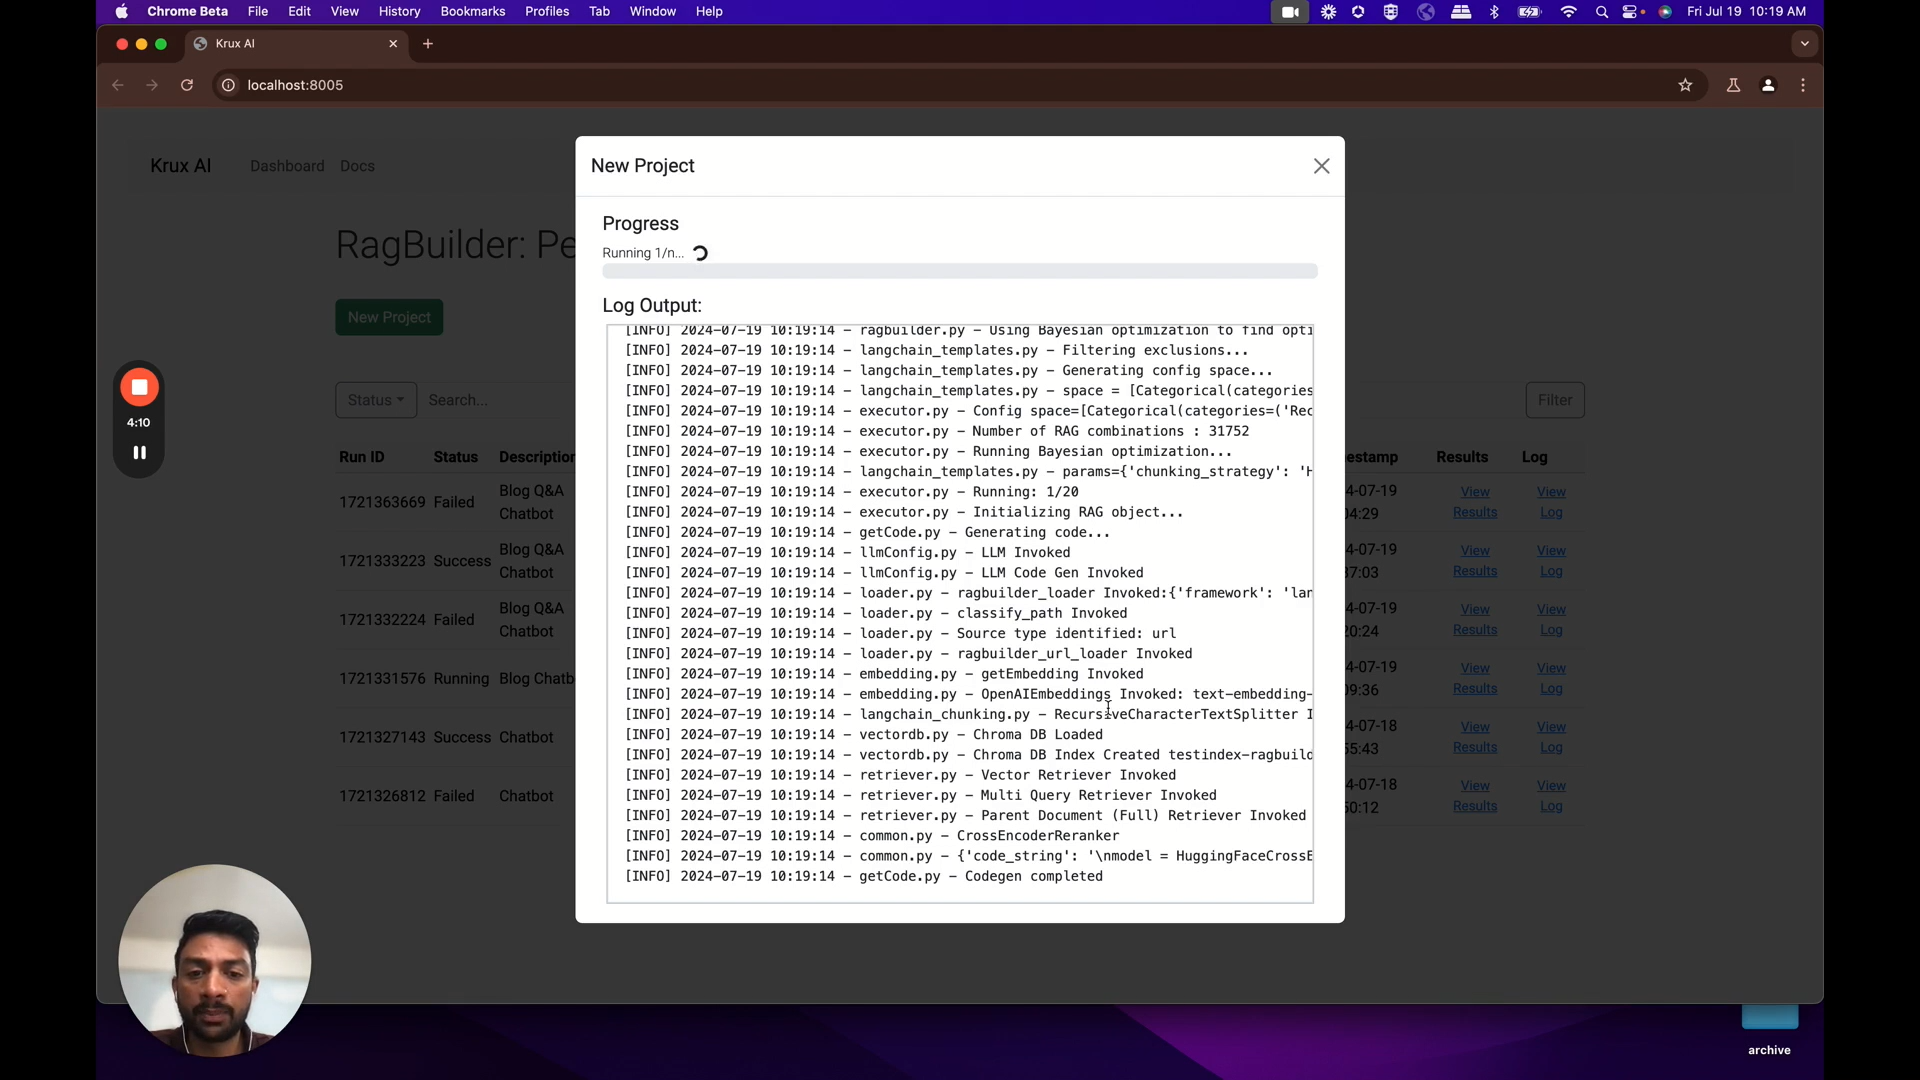 Chrome Beta File Edit View History Bookmarks Profiles Tab Window Help Fri Jul 19 10:19 AM
Krux AI
localhost:8005
Krux AI Dashboard Docs
New Project
RagBuilder: Pe
Progress
Running 1/n...
New Project
Log Output:
[INFO] 2024-07-19 10:19:14 - ragbuilder.py - Using Bayesian optimization to find opti
[INFO] 2024-07-19 10:19:14 - langchain_templates.py - Filtering exclusions...
[INFO] 2024-07-19 10:19:14 - langchain_templates.py - Generating config space...
[INFO] 2024-07-19 10:19:14 - langchain_templates.py - space = [Categorical(categories
[INFO] 2024-07-19 10:19:14 - executor.py - Config space=[Categorical(categories=('Rec
[INFO] 2024-07-19 10:19:14 - executor.py - Number of RAG combinations : 31752
[INFO] 2024-07-19 10:19:14 - executor.py - Running Bayesian optimization...
[INFO] 2024-07-19 10:19:14 - langchain_templates.py - params={'chunking_strategy': 'H
[INFO] 2024-07-19 10:19:14 - executor.py - Running: 1/20
[INFO] 2024-07-19 10:19:14 - executor.py - Initializing RAG object...
[INFO] 2024-07-19 10:19:14 - getCode.py - Generating code...
[INFO] 2024-07-19 10:19:14 - llmConfig.py - LLM Invoked
[INFO] 2024-07-19 10:19:14 - llmConfig.py - LLM Code Gen Invoked
[INFO] 2024-07-19 10:19:14 - loader.py - ragbuilder_loader Invoked:{'framework': 'lan
[INFO] 2024-07-19 10:19:14 - loader.py - classify_path Invoked
[INFO] 2024-07-19 10:19:14 - loader.py - Source type identified: url
[INFO] 2024-07-19 10:19:14 - loader.py - ragbuilder_url_loader Invoked
[INFO] 2024-07-19 10:19:14 - embedding.py - getEmbedding Invoked
[INFO] 2024-07-19 10:19:14 - embedding.py - OpenAIEmbeddings Invoked: text-embedding-
[INFO] 2024-07-19 10:19:14 - langchain_chunking.py - RecursiveCharacterTextSplitter I
[INFO] 2024-07-19 10:19:14 - vectordb.py - Chroma DB Loaded
[INFO] 2024-07-19 10:19:14 - vectordb.py - Chroma DB Index Created testindex-ragbuild
[INFO] 2024-07-19 10:19:14 - retriever.py - Vector Retriever Invoked
[INFO] 2024-07-19 10:19:14 - retriever.py - Multi Query Retriever Invoked
[INFO] 2024-07-19 10:19:14 - retriever.py - Parent Document (Full) Retriever Invoked
[INFO] 2024-07-19 10:19:14 - common.py - CrossEncoderReranker
[INFO] 2024-07-19 10:19:14 - common.py - {'code_string': '\nmodel = HuggingFaceCrossE
[INFO] 2024-07-19 10:19:14 - getCode.py - Codegen completed
4:10
Status Search... Filter
Run ID Status Description estamp Results Log
1721363669 Failed Blog Q&A Chatbot 4-07-19 04:29 View Results View Log
1721333223 Success Blog Q&A Chatbot 4-07-19 37:03 View Results View Log
1721332224 Failed Blog Q&A Chatbot 4-07-19 20:24 View Results View Log
1721331576 Running Blog Chatb 4-07-19 09:36 View Results View Log
1721327143 Success Chatbot 4-07-18 55:43 View Results View Log
1721326812 Failed Chatbot 4-07-18 50:12 View Results View Log
archive